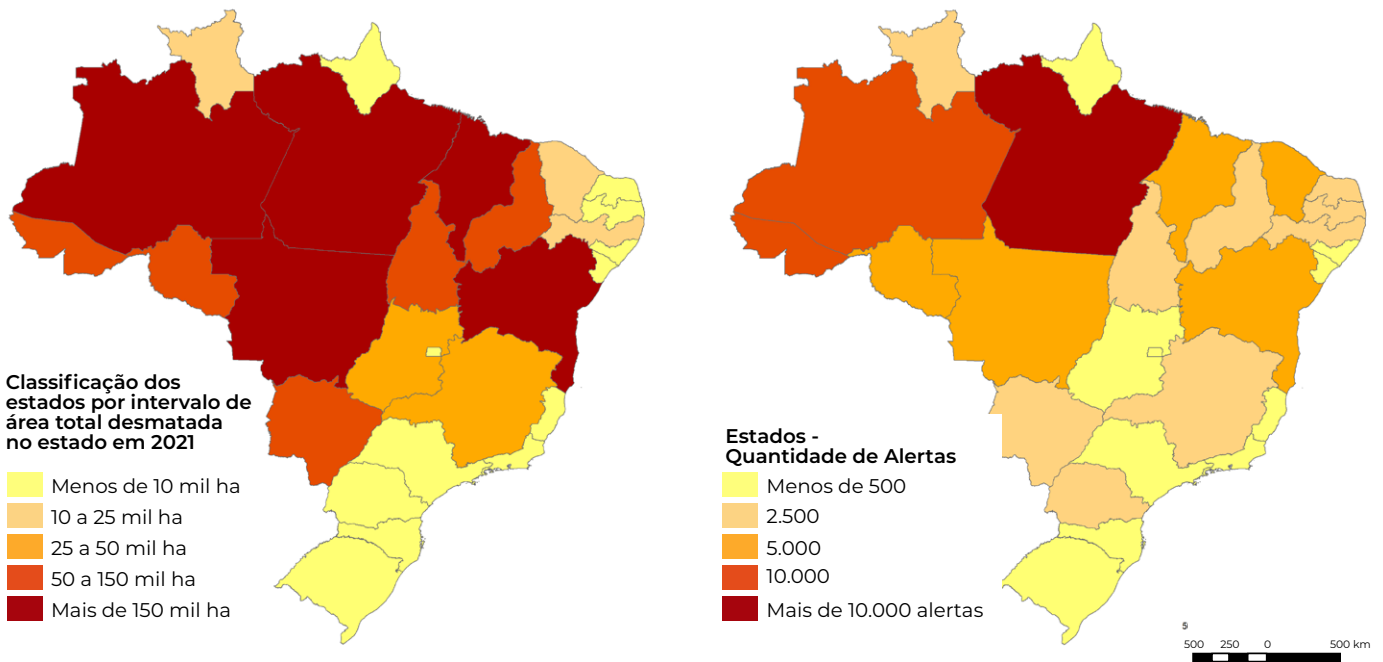 Classificação dos
estados por intervalo de
área total desmatada
no estado em 2021
Menos de 10 mil ha
10 a 25 mil ha
25 a 50 mil ha
50 a 150 mil ha
Mais de 150 mil ha
Estados -
Quantidade de Alertas
Menos de 500
2.500
5.000
10.000
Mais de 10.000 alertas
500 250 0 500 km